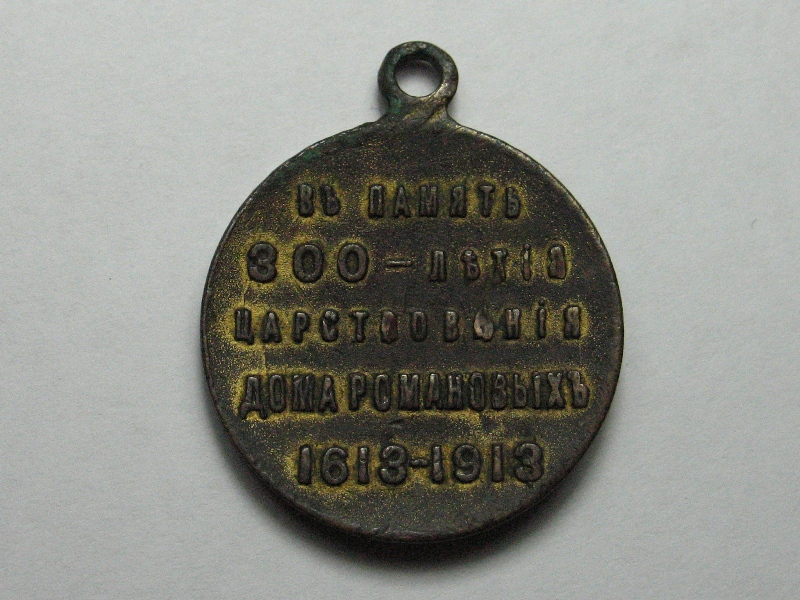 ВЪ ПАМЯТЬ
300-ЛѢТІЯ
ЦАРСТВОВАНІЯ
ДОМА РОМАНОВЫХЪ
1613-1913